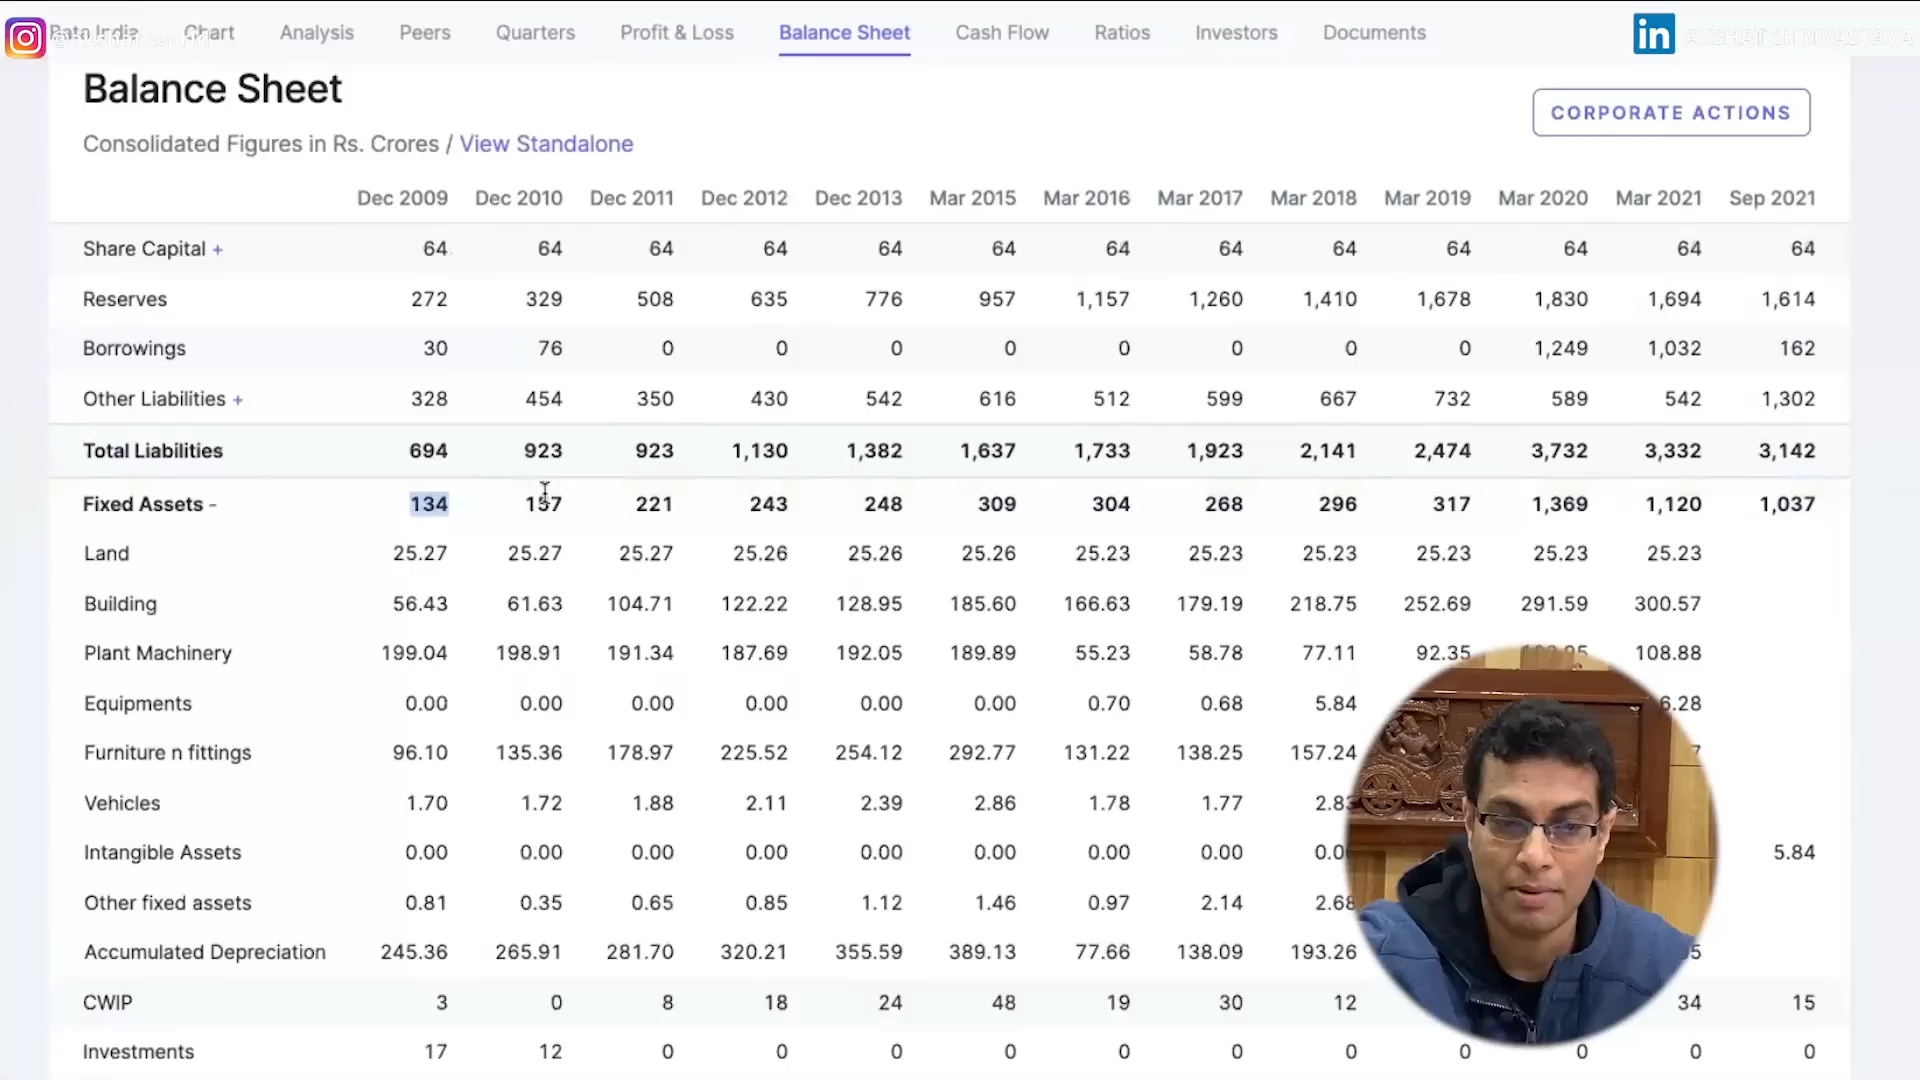 Bata India Chart Analysis Peers Quarters Profit & Loss Balance Sheet Cash Flow Ratios Investors Documents
in AKSHAT SHRIVASTAVA
Balance Sheet
CORPORATE ACTIONS
Consolidated Figures in Rs. Crores / View Standalone
Dec 2009 Dec 2010 Dec 2011 Dec 2012 Dec 2013 Mar 2015 Mar 2016 Mar 2017 Mar 2018 Mar 2019 Mar 2020 Mar 2021 Sep 2021
Share Capital + 64 64 64 64 64 64 64 64 64 64 64 64 64
Reserves 272 329 508 635 776 957 1,157 1,260 1,410 1,678 1,830 1,694 1,614
Borrowings 30 76 0 0 0 0 0 0 0 0 1,249 1,032 162
Other Liabilities + 328 454 350 430 542 616 512 599 667 732 589 542 1,302
Total Liabilities 694 923 923 1,130 1,382 1,637 1,733 1,923 2,141 2,474 3,732 3,332 3,142
Fixed Assets - 134 157 221 243 248 309 304 268 296 317 1,369 1,120 1,037
Land 25.27 25.27 25.27 25.26 25.26 25.26 25.23 25.23 25.23 25.23 25.23 25.23
Building 56.43 61.63 104.71 122.22 128.95 185.60 166.63 179.19 218.75 252.69 291.59 300.57
Plant Machinery 199.04 198.91 191.34 187.69 192.05 189.89 55.23 58.78 77.11 92.35 108.88
Equipments 0.00 0.00 0.00 0.00 0.00 0.00 0.70 0.68 5.84 6.28
Furniture n fittings 96.10 135.36 178.97 225.52 254.12 292.77 131.22 138.25 157.24
Vehicles 1.70 1.72 1.88 2.11 2.39 2.86 1.78 1.77 2.83
Intangible Assets 0.00 0.00 0.00 0.00 0.00 0.00 0.00 0.00 0.0 5.84
Other fixed assets 0.81 0.35 0.65 0.85 1.12 1.46 0.97 2.14 2.68
Accumulated Depreciation 245.36 265.91 281.70 320.21 355.59 389.13 77.66 138.09 193.26
CWIP 3 0 8 18 24 48 19 30 12 34 15
Investments 17 12 0 0 0 0 0 0 0 0 0 0 0